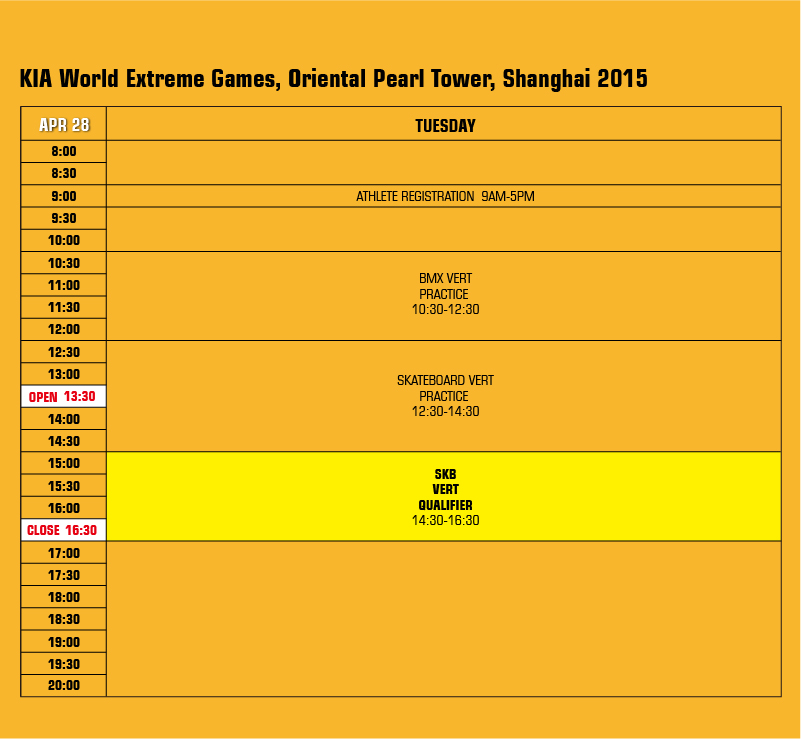 KIA World Extreme Games, Oriental Pearl Tower, Shanghai 2015
APR 28 TUESDAY
8:00
8:30
9:00 ATHLETE REGISTRATION 9AM-5PM
9:30
10:00
10:30
11:00
11:30
12:00
BMX VERT
PRACTICE
10:30-12:30
12:30
13:00
OPEN 13:30
14:00
14:30
SKATEBOARD VERT
PRACTICE
12:30-14:30
15:00
15:30
16:00
CLOSE 16:30
SKB
VERT
QUALIFIER
14:30-16:30
17:00
17:30
18:00
18:30
19:00
19:30
20:00